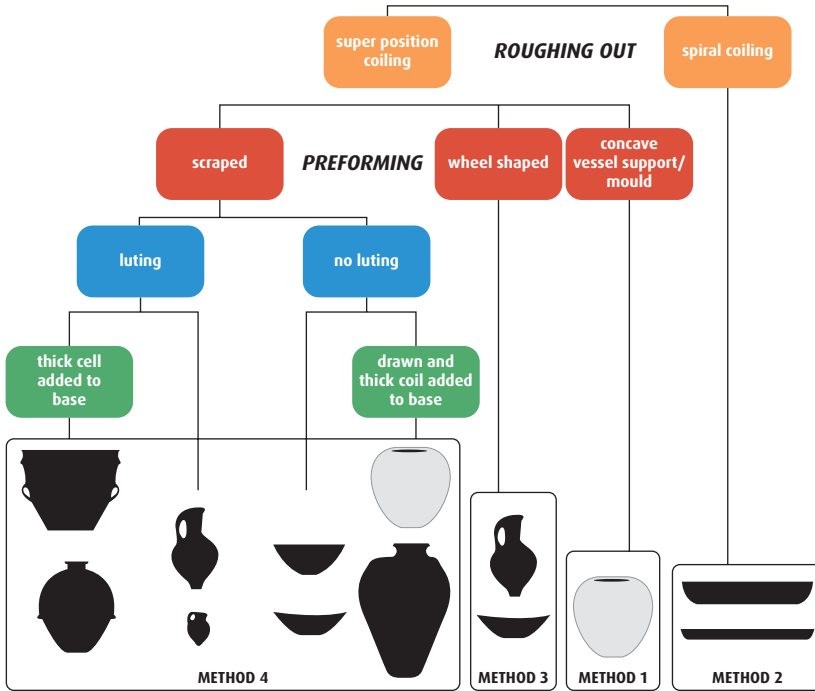 super position
coiling
ROUGHING OUT
spiral coiling
scraped
PREFORMING
wheel shaped
concave
vessel support/
mould
luting
no luting
thick cell
added to
base
drawn and
thick coil added
to base
METHOD 4
METHOD 3
METHOD 1
METHOD 2